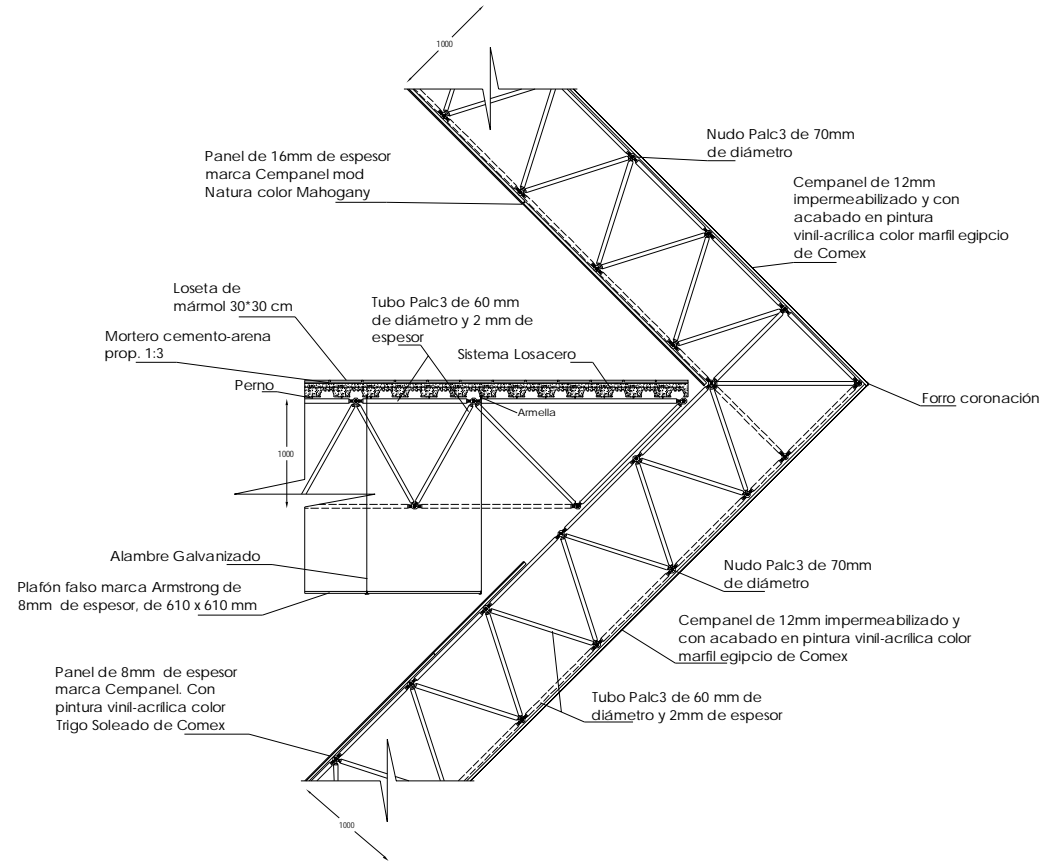 1000
Nudo Palc3 de 70mm
de diámetro
Panel de 16mm de espesor
marca Cempanel mod
Natura color Mahogany
Cempanel de 12mm
impermeabilizado y con
acabado en pintura
vinil-acrílica color marfil egipcio
de Comex
Loseta de
mármol 30*30 cm
Tubo Palc3 de 60 mm
de diámetro y 2 mm de
espesor
Mortero cemento-arena
prop. 1:3
Sistema Losacero
Perno
Armella
Forro coronación
1000
Alambre Galvanizado
Nudo Palc3 de 70mm
de diámetro
Plafón falso marca Armstrong de
8mm de espesor, de 610 x 610 mm
Cempanel de 12mm impermeabilizado y
con acabado en pintura vinil-acrílica color
marfil egipcio de Comex
Panel de 8mm de espesor
marca Cempanel. Con
pintura vinil-acrílica color
Trigo Soleado de Comex
Tubo Palc3 de 60 mm de
diámetro y 2mm de espesor
1000